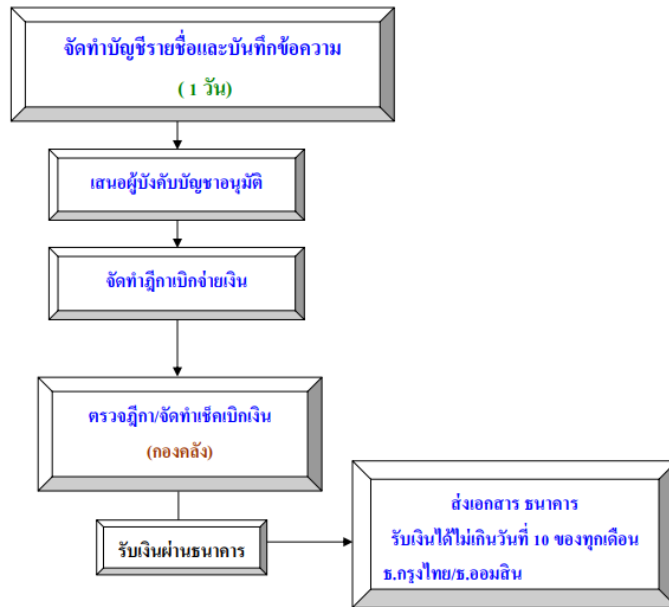 จัดทำบัญชีรายชื่อและบันทึกข้อความ
( 1 วัน)
เสนอผู้บังคับบัญชาอนุมัติ
จัดทำฎีกาเบิกจ่ายเงิน
ตรวจฎีกา/จัดทำเช็คเบิกเงิน
(กองคลัง)
รับเงินผ่านธนาคาร
ส่งเอกสาร ธนาคาร
รับเงินได้ไม่เกินวันที่ 10 ของทุกเดือน
ธ.กรุงไทย/ธ.ออมสิน